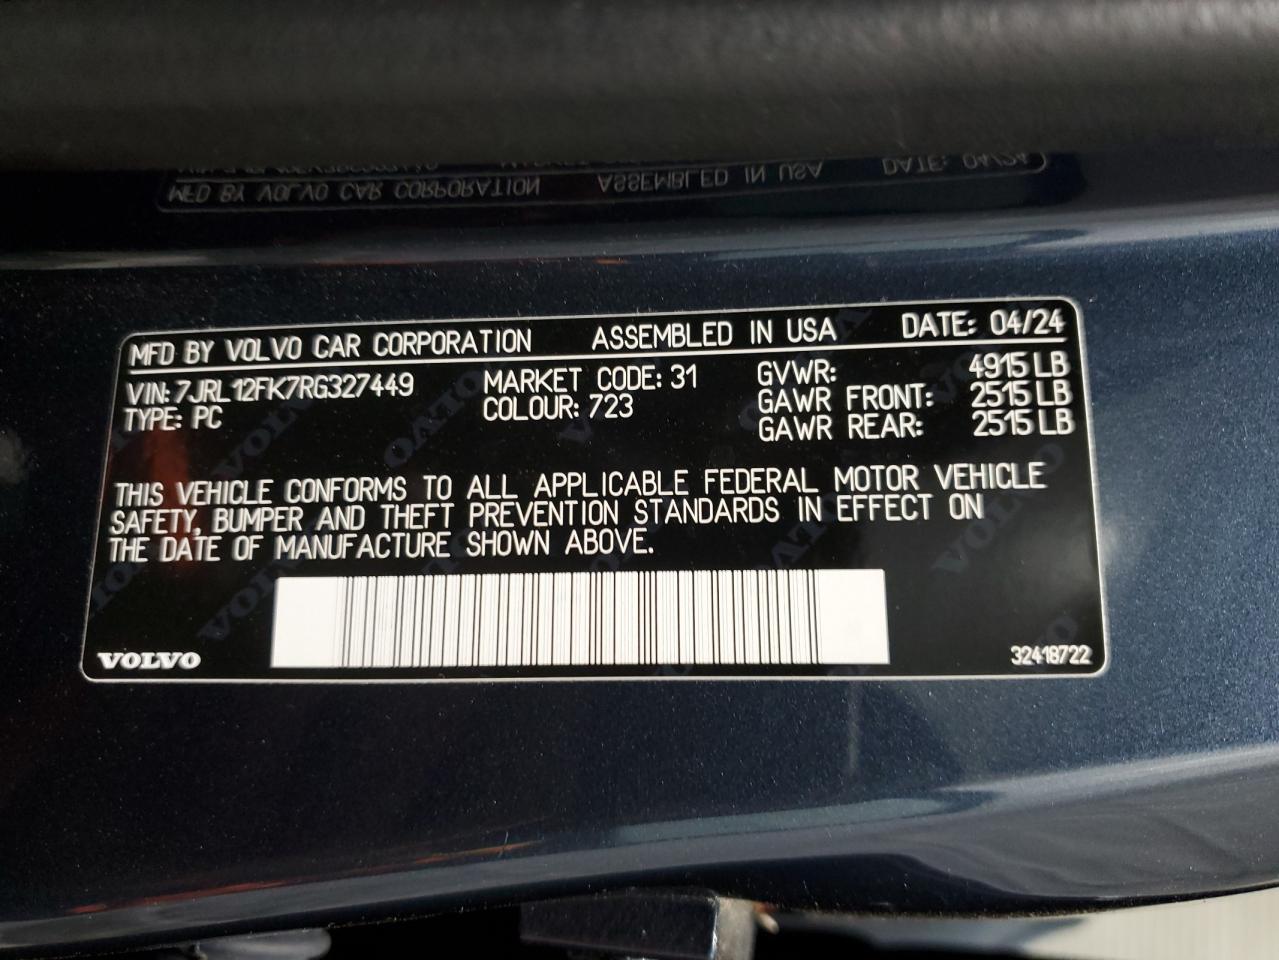 MFD BY VOLVO CAR CORPORATION ASSEMBLED IN USA DATE: 04/24
VIN: 7JRL12FK7RG327449 MARKET CODE: 31 GVWR: 4915 LB
TYPE: PC COLOUR: 723 GAWR FRONT: 2515 LB
GAWR REAR: 2515 LB
THIS VEHICLE CONFORMS TO ALL APPLICABLE FEDERAL MOTOR VEHICLE
SAFETY, BUMPER AND THEFT PREVENTION STANDARDS IN EFFECT ON
THE DATE OF MANUFACTURE SHOWN ABOVE.
VOLVO 32418722